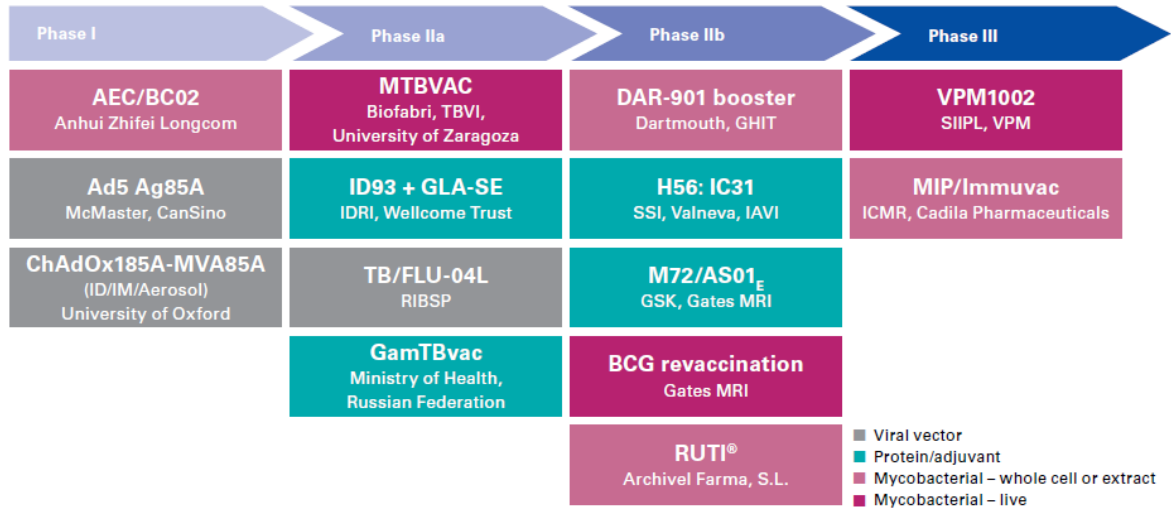 Phase I
Phase IIa
Phase IIb
Phase III
AEC/BC02
Anhui Zhifei Longcom
Ad5 Ag85A
McMaster, CanSino
ChAdOx185A-MVA85A
(ID/IM/Aerosol)
University of Oxford
MTBVAC
Biofabri, TBVI,
University of Zaragoza
ID93 + GLA-SE
IDRI, Wellcome Trust
TB/FLU-04L
RIBSP
GamTBvac
Ministry of Health,
Russian Federation
DAR-901 booster
Dartmouth, GHIT
H56: IC31
SSI, Valneva, IAVI
M72/AS01E
GSK, Gates MRI
BCG revaccination
Gates MRI
RUTI®
Archivel Farma, S.L.
VPM1002
SIIPL, VPM
MIP/Immuvac
ICMR, Cadila Pharmaceuticals
Viral vector
Protein/adjuvant
Mycobacterial – whole cell or extract
Mycobacterial – live